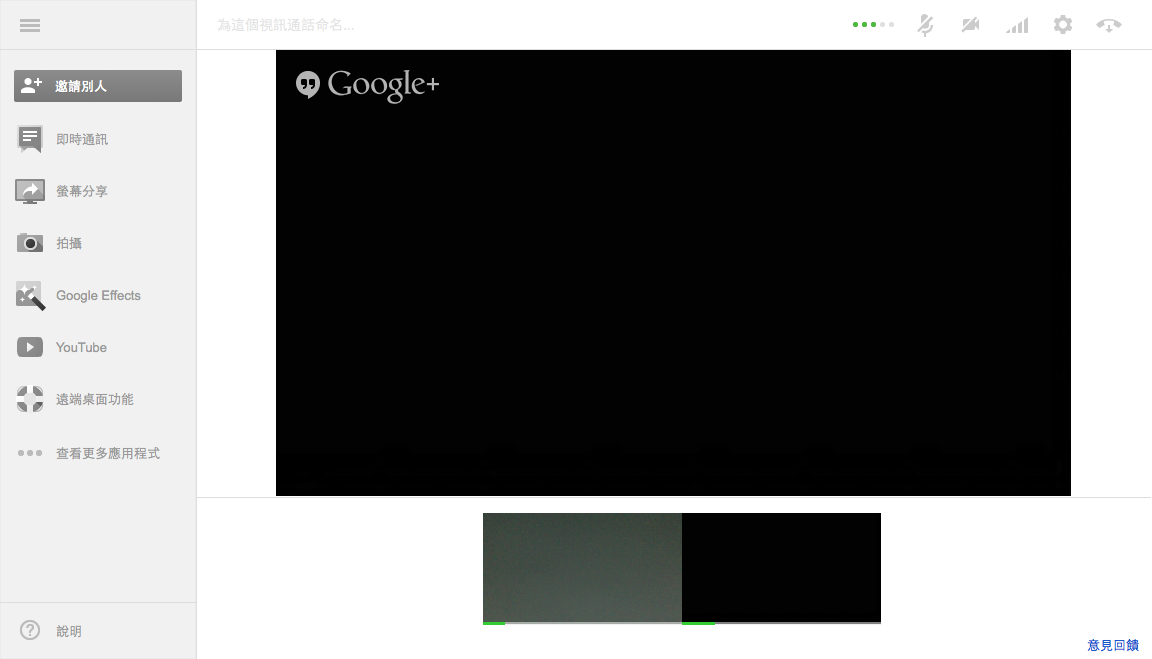 為這個視訊通話命名...
邀請別人
即時通訊
螢幕分享
拍攝
Google Effects
YouTube
遠端桌面功能
查看更多應用程式
說明
Google+
意見回饋